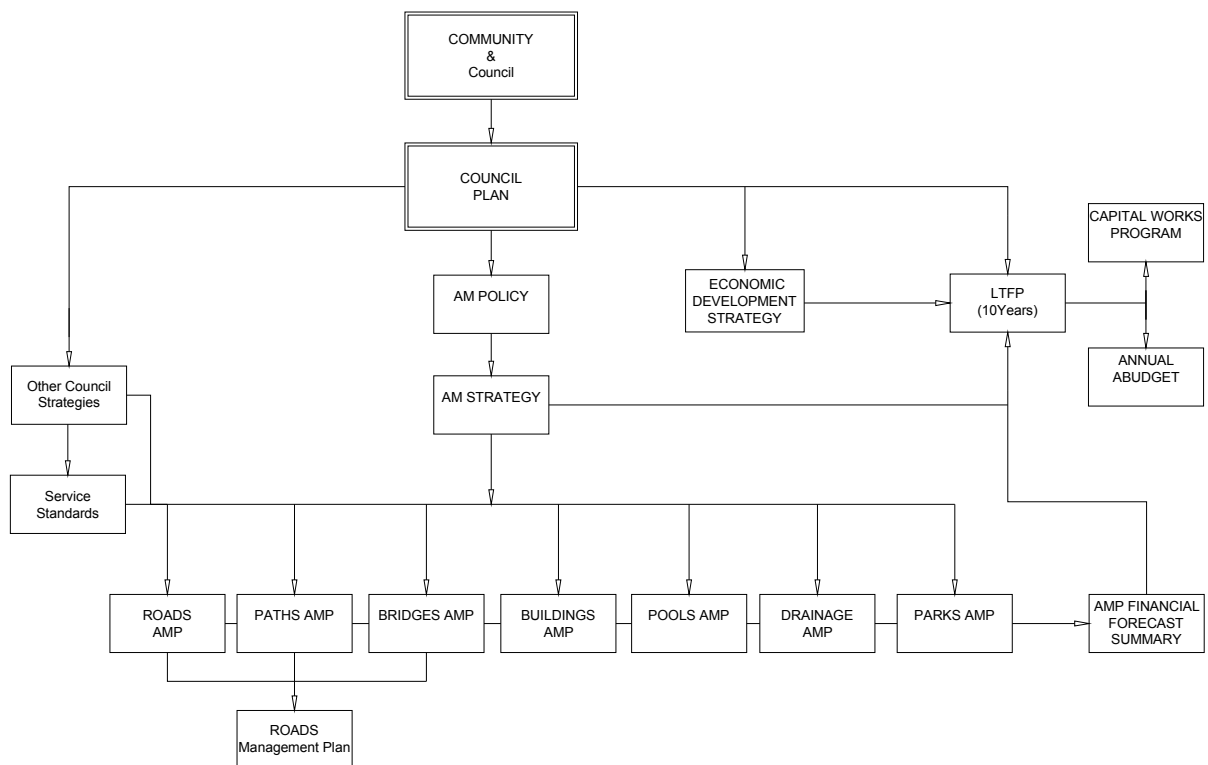 COMMUNITY
&
Council
COUNCIL
PLAN
CAPITAL WORKS
PROGRAM
AM POLICY
ECONOMIC
DEVELOPMENT
STRATEGY
LTFP
(10Years)
ANNUAL
ABUDGET
Other Council
Strategies
AM STRATEGY
Service
Standards
ROADS
AMP
PATHS AMP
BRIDGES AMP
BUILDINGS
AMP
POOLS AMP
DRAINAGE
AMP
PARKS AMP
AMP FINANCIAL
FORECAST
SUMMARY
ROADS
Management Plan